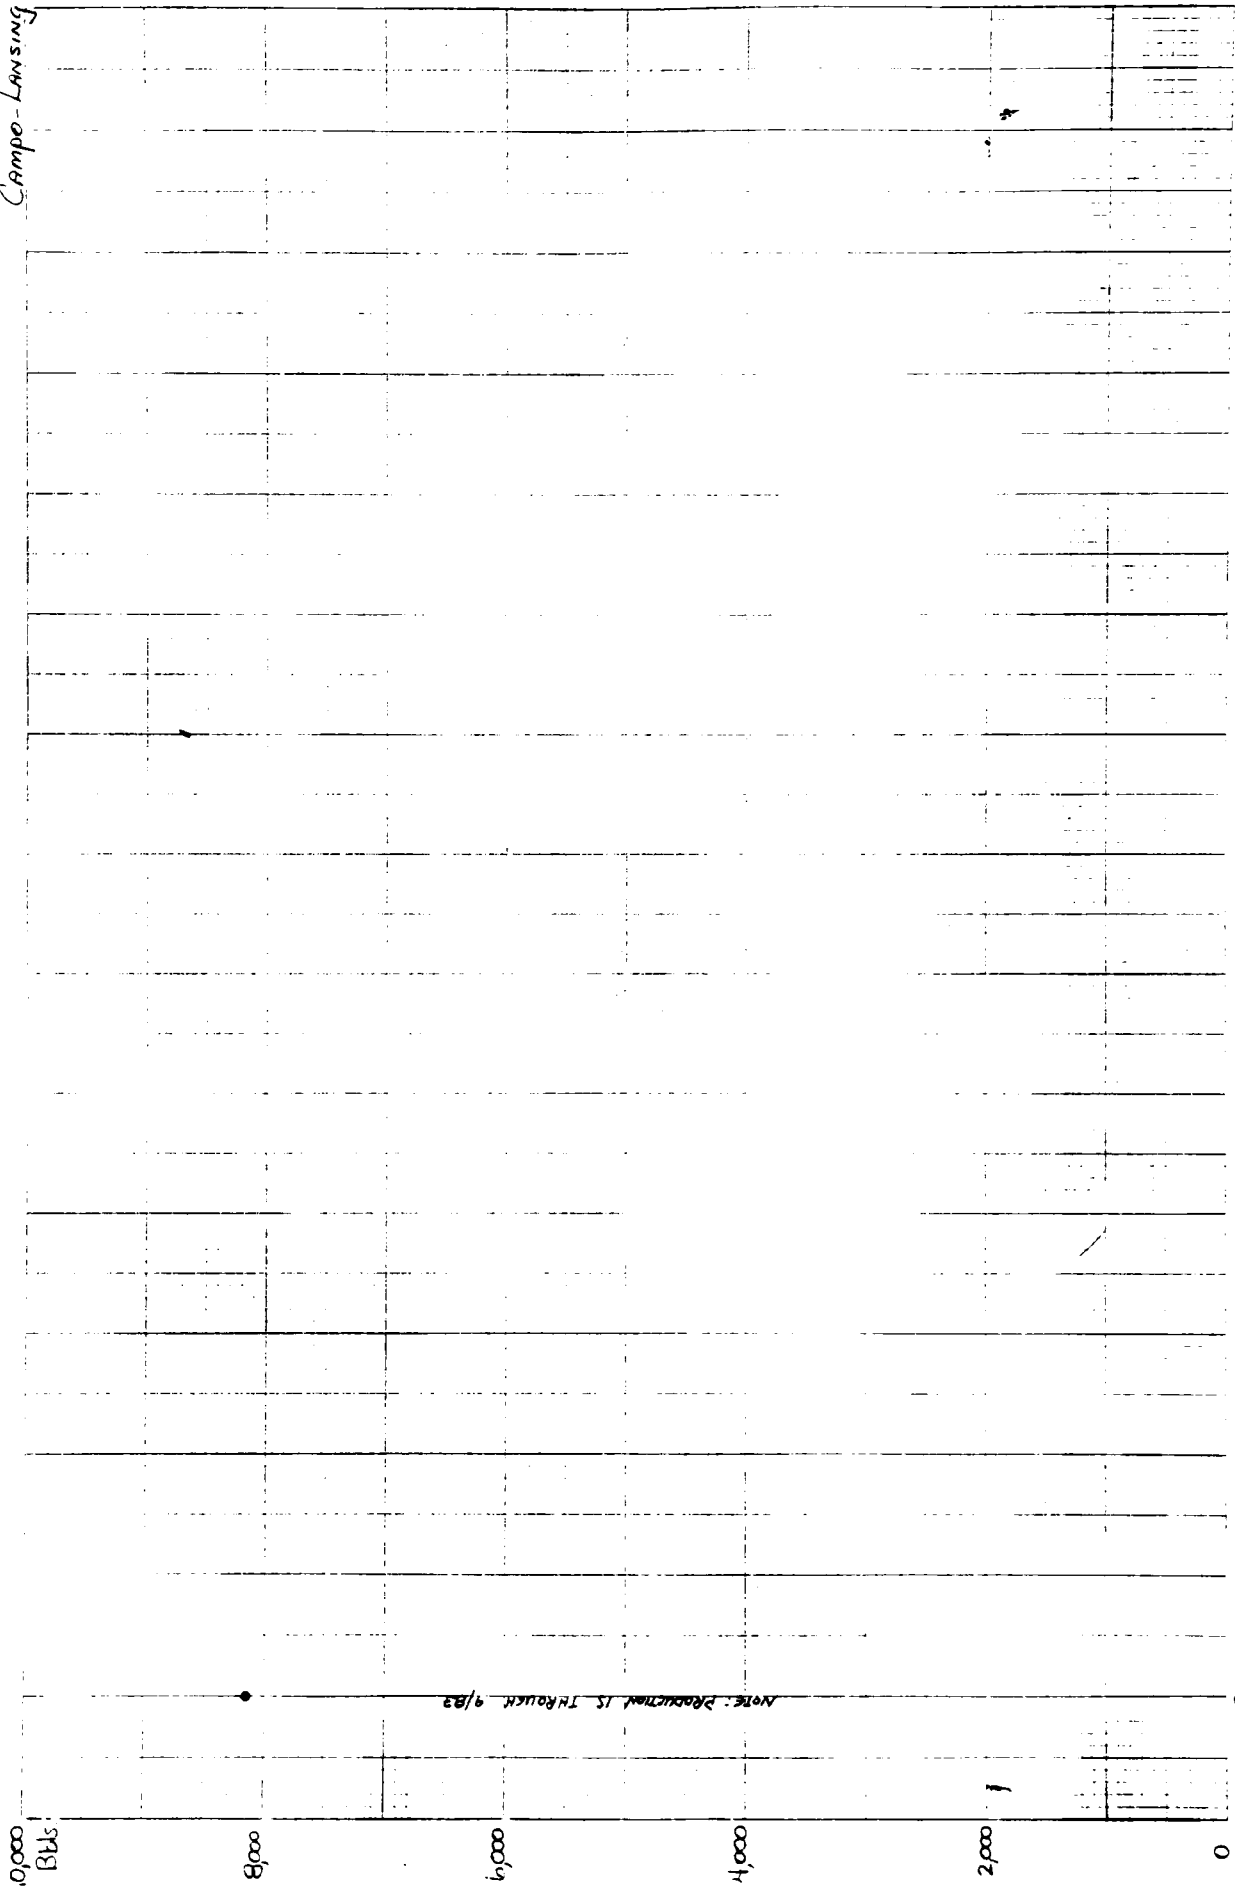 Campo-Lansing
NOTE: PRODUCTION IS THROUGH 9/83
0,000
Bbls
8,000
6,000
4,000
2,000
0